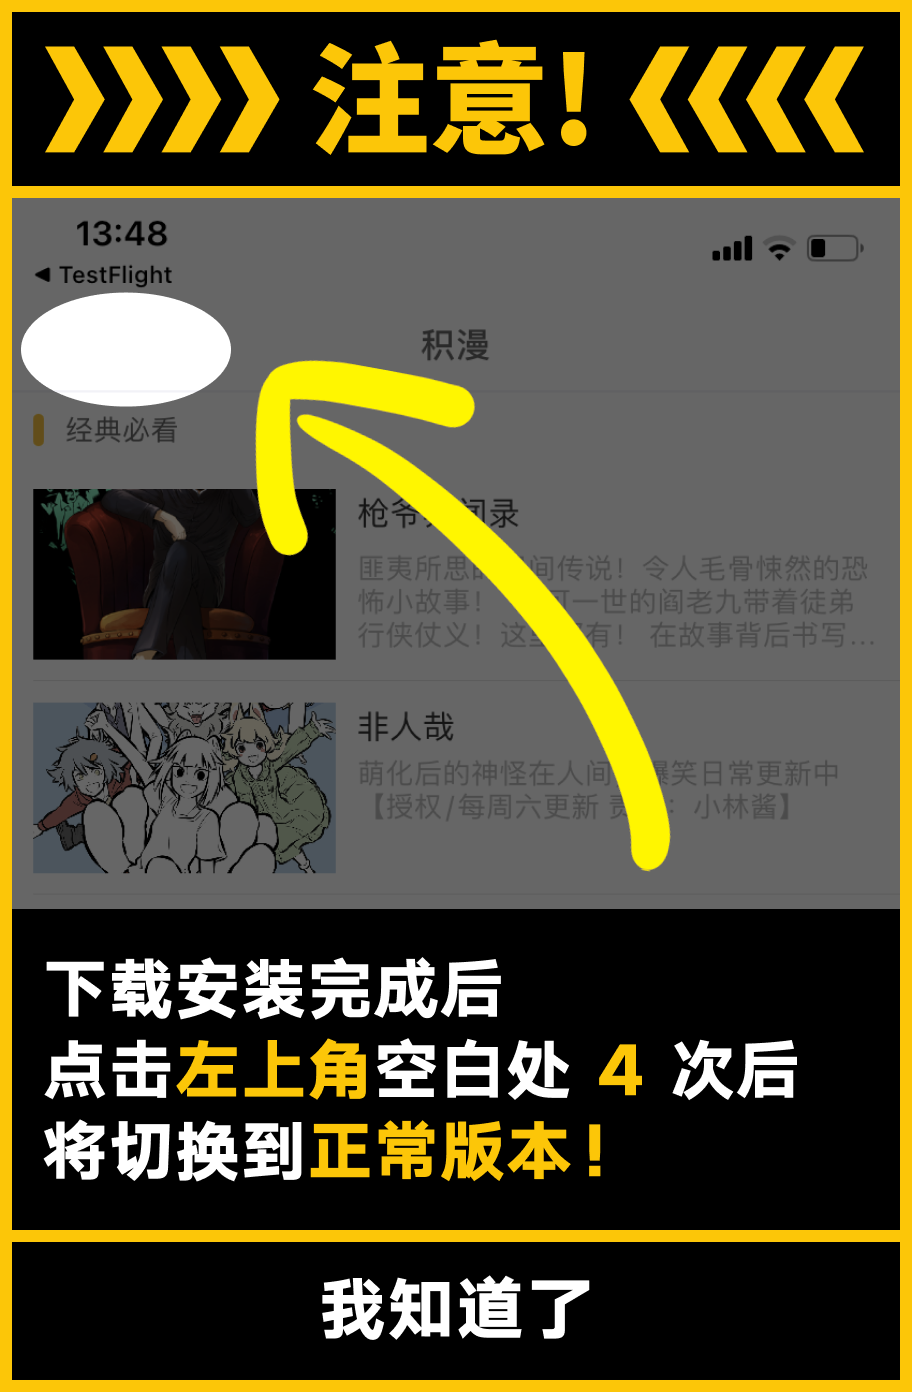 注意!
13:48
◀ TestFlight
积漫
经典必看
枪爷
闻录
匪夷所思的
间传说！令人毛骨悚然的恐
怖小故事！
可一世的阎老九带着徒弟
行侠仗义！这
有！ 在故事背后书写...
非人哉
萌化后的神怪在人间
爆笑日常更新中
【授权/每周六更新 责
：小林酱】
下载安装完成后
点击左上角空白处 4 次后
将切换到正常版本！
我知道了